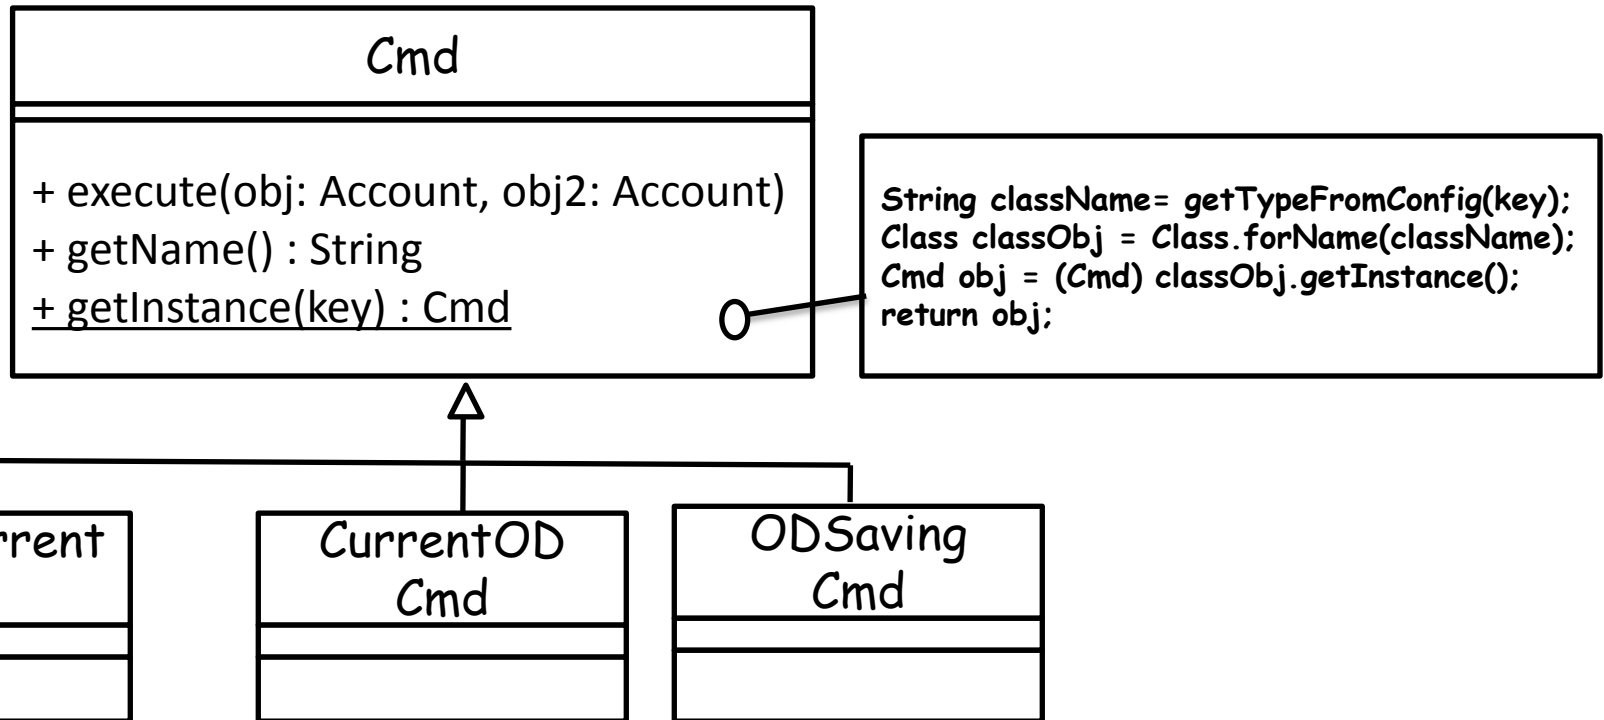 Cmd
+ execute(obj: Account, obj2: Account)
+ getName() : String
+ getInstance(key) : Cmd
String className= getTypeFromConfig(key);
Class classObj = Class.forName(className);
Cmd obj = (Cmd) classObj.getInstance();
return obj;
rrent
CurrentOD
Cmd
ODSaving
Cmd